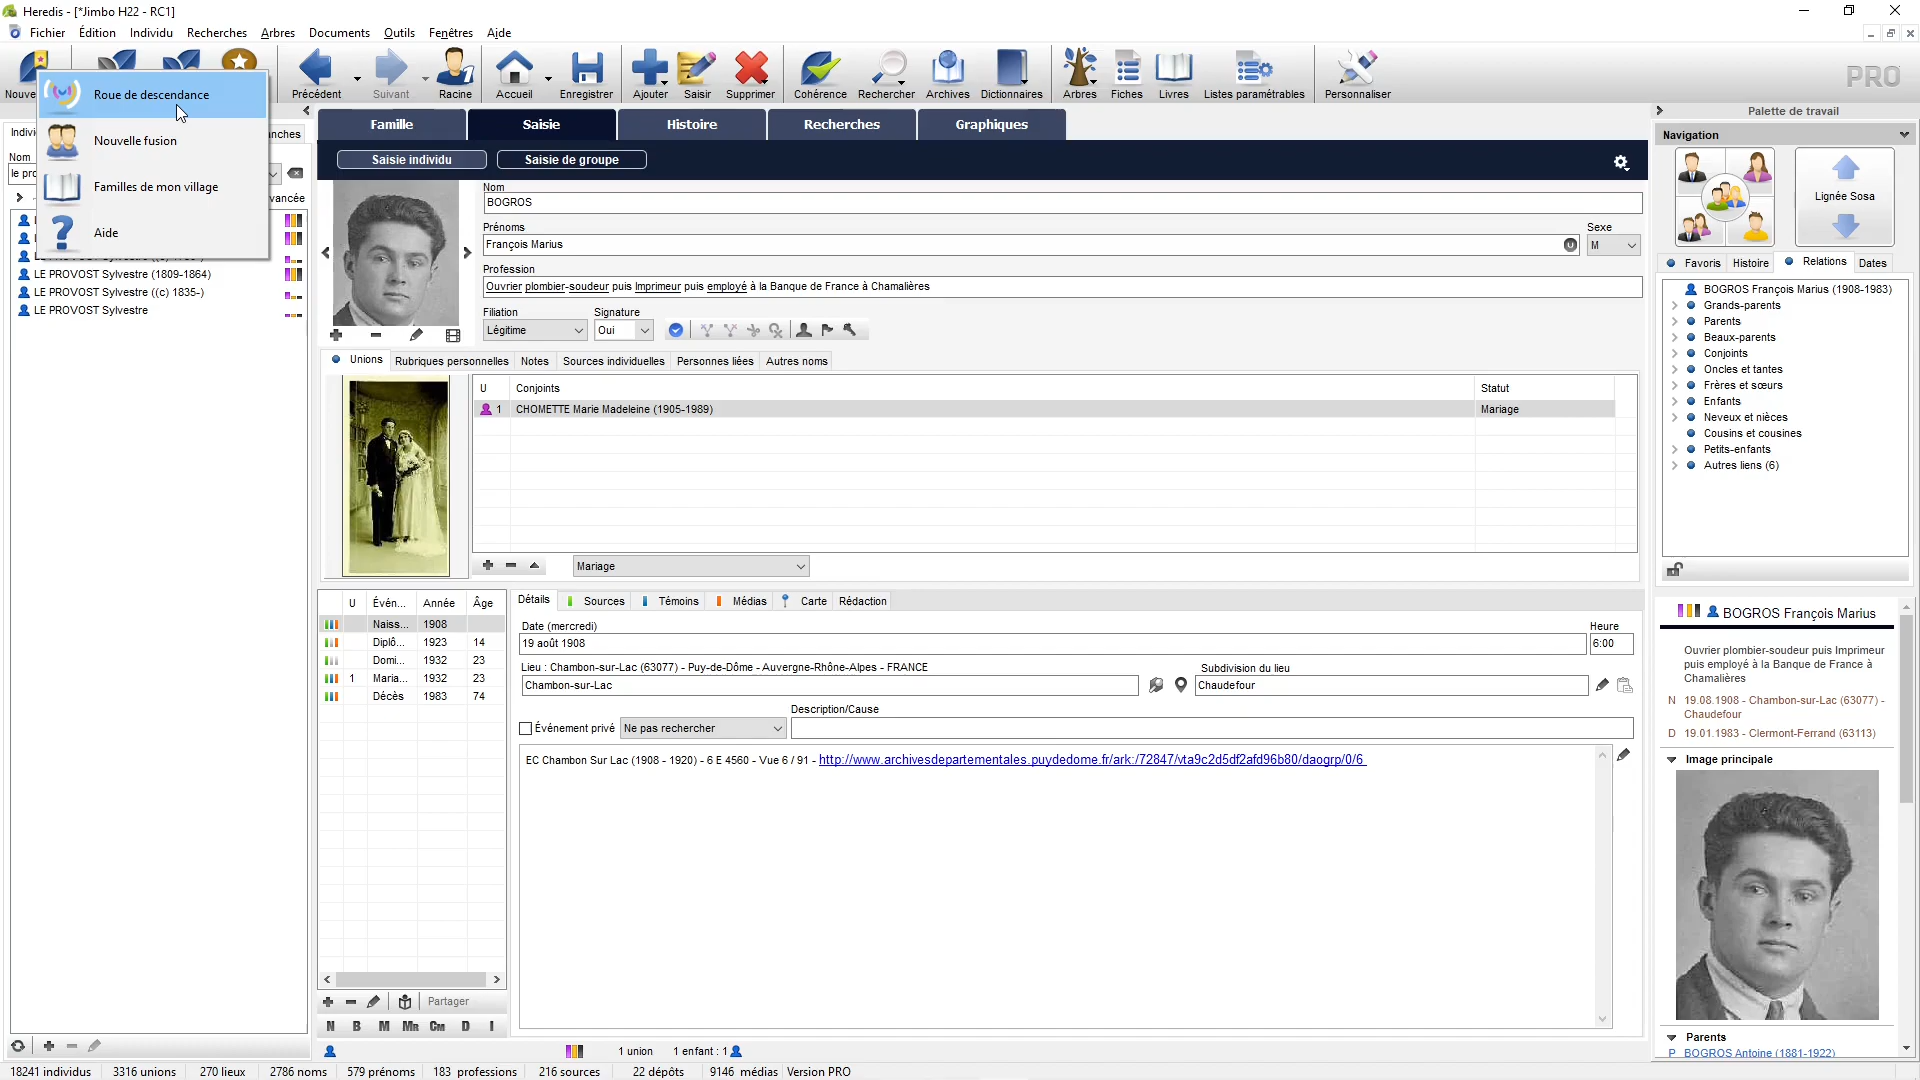 Heredis - [*Jimbo H22 - RC1]
Fichier Édition Individu Recherches Arbres Documents Outils Fenêtres Aide
Précédent Suivant Racine Accueil Enregistrer Ajouter Saisir Supprimer Cohérence Rechercher Archives Dictionnaires Arbres Fiches Livres Listes paramétrables Personnaliser PRO
Roue de descendance
Nouvelle fusion
Familles de mon village
Aide
Nom
le pro
LE PROVOST Sylvestre (1809-1864)
LE PROVOST Sylvestre ((c) 1835-)
LE PROVOST Sylvestre
Famille Saisie Histoire Recherches Graphiques
Saisie individu Saisie de groupe
Nom
BOGROS
Prénoms Sexe
François Marius M
Profession
Ouvrier plombier-soudeur puis Imprimeur puis employé à la Banque de France à Chamalières
Filiation Signature
Légitime Oui
Unions Rubriques personnelles Notes Sources individuelles Personnes liées Autres noms
U Conjoints Statut
1 CHOMETTE Marie Madeleine (1905-1989) Mariage
Mariage
U Évén... Année Âge
Naiss... 1908
Diplô... 1923 14
Domi... 1932 23
1 Maria... 1932 23
Décès 1983 74
Partager
N B M MR CM D I
Détails Sources Témoins Médias Carte Rédaction
Date (mercredi) Heure
19 août 1908 6:00
Lieu : Chambon-sur-Lac (63077) - Puy-de-Dôme - Auvergne-Rhône-Alpes - FRANCE Subdivision du lieu
Chambon-sur-Lac Chaudefour
Description/Cause
Événement privé Ne pas rechercher
EC Chambon Sur Lac (1908 - 1920) - 6 E 4560 - Vue 6 / 91 - http://www.archivesdepartementales.puydedome.fr/ark:/72847/vta9c2d5df2afd96b80/daogrp/0/6
1 union 1 enfant : 1
Palette de travail
Navigation
Lignée Sosa
Favoris Histoire Relations Dates
BOGROS François Marius (1908-1983)
Grands-parents
Parents
Beaux-parents
Conjoints
Oncles et tantes
Frères et sœurs
Enfants
Neveux et nièces
Cousins et cousines
Petits-enfants
Autres liens (6)
BOGROS François Marius
Ouvrier plombier-soudeur puis Imprimeur
puis employé à la Banque de France à
Chamalières
N 19.08.1908 - Chambon-sur-Lac (63077) -
Chaudefour
D 19.01.1983 - Clermont-Ferrand (63113)
Image principale
Parents
P BOGROS Antoine (1881-1922)
18241 individus 3316 unions 270 lieux 2786 noms 579 prénoms 183 professions 216 sources 22 dépôts 9146 médias Version PRO